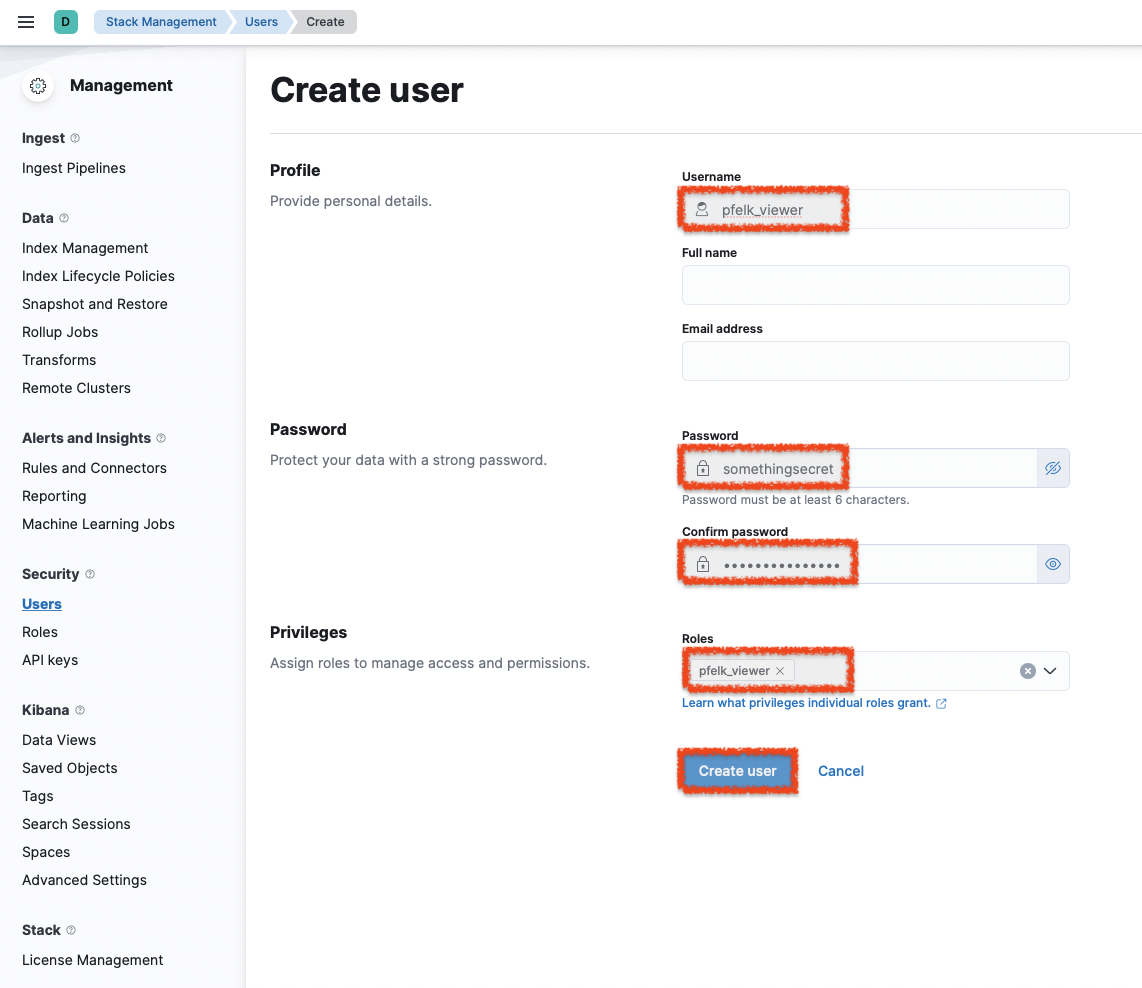 D Stack Management Users Create
Management
Ingest
Ingest Pipelines
Data
Index Management
Index Lifecycle Policies
Snapshot and Restore
Rollup Jobs
Transforms
Remote Clusters
Alerts and Insights
Rules and Connectors
Reporting
Machine Learning Jobs
Security
Users
Roles
API keys
Kibana
Data Views
Saved Objects
Tags
Search Sessions
Spaces
Advanced Settings
Stack
License Management
Create user
Profile
Provide personal details.
Username
pfelk_viewer
Full name
Email address
Password
Protect your data with a strong password.
Password
somethingsecret
Password must be at least 6 characters.
Confirm password
•••••••••••••••
Privileges
Assign roles to manage access and permissions.
Roles
pfelk_viewer
Learn what privileges individual roles grant.
Create user Cancel